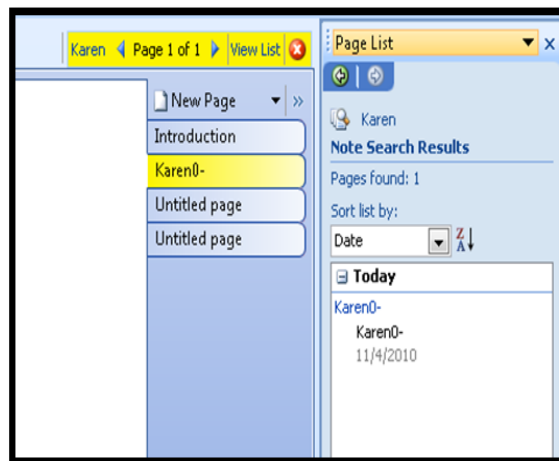 Karen Page 1 of 1 View List
New Page
Introduction
Karen0-
Untitled page
Untitled page
Page List
Karen
Note Search Results
Pages found: 1
Sort list by:
Date
Z
A
Today
Karen0-
Karen0-
11/4/2010